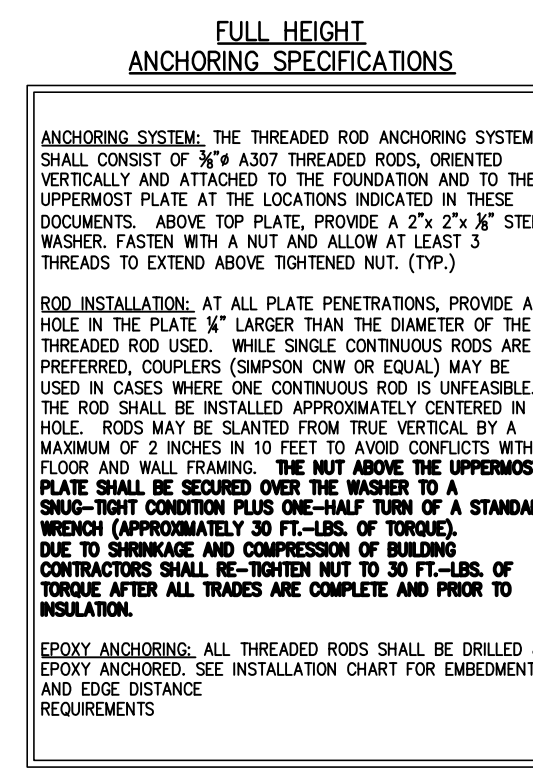 FULL HEIGHT
ANCHORING SPECIFICATIONS
ANCHORING SYSTEM: THE THREADED ROD ANCHORING SYSTEM
SHALL CONSIST OF ⅜"ø A307 THREADED RODS, ORIENTED
VERTICALLY AND ATTACHED TO THE FOUNDATION AND TO THE
UPPERMOST PLATE AT THE LOCATIONS INDICATED IN THESE
DOCUMENTS. ABOVE TOP PLATE, PROVIDE A 2"x 2"x ⅛" STE
WASHER. FASTEN WITH A NUT AND ALLOW AT LEAST 3
THREADS TO EXTEND ABOVE TIGHTENED NUT. (TYP.)
ROD INSTALLATION: AT ALL PLATE PENETRATIONS, PROVIDE A
HOLE IN THE PLATE ¼" LARGER THAN THE DIAMETER OF THE
THREADED ROD USED. WHILE SINGLE CONTINUOUS RODS ARE
PREFERRED, COUPLERS (SIMPSON CNW OR EQUAL) MAY BE
USED IN CASES WHERE ONE CONTINUOUS ROD IS UNFEASIBLE.
THE ROD SHALL BE INSTALLED APPROXIMATELY CENTERED IN
HOLE. RODS MAY BE SLANTED FROM TRUE VERTICAL BY A
MAXIMUM OF 2 INCHES IN 10 FEET TO AVOID CONFLICTS WITH
FLOOR AND WALL FRAMING. THE NUT ABOVE THE UPPERMOS
PLATE SHALL BE SECURED OVER THE WASHER TO A
SNUG-TIGHT CONDITION PLUS ONE-HALF TURN OF A STANDA
WRENCH (APPROXIMATELY 30 FT.-LBS. OF TORQUE).
DUE TO SHRINKAGE AND COMPRESSION OF BUILDING
CONTRACTORS SHALL RE-TIGHTEN NUT TO 30 FT.-LBS. OF
TORQUE AFTER ALL TRADES ARE COMPLETE AND PRIOR TO
INSULATION.
EPOXY ANCHORING: ALL THREADED RODS SHALL BE DRILLED
EPOXY ANCHORED. SEE INSTALLATION CHART FOR EMBEDMENT
AND EDGE DISTANCE
REQUIREMENTS